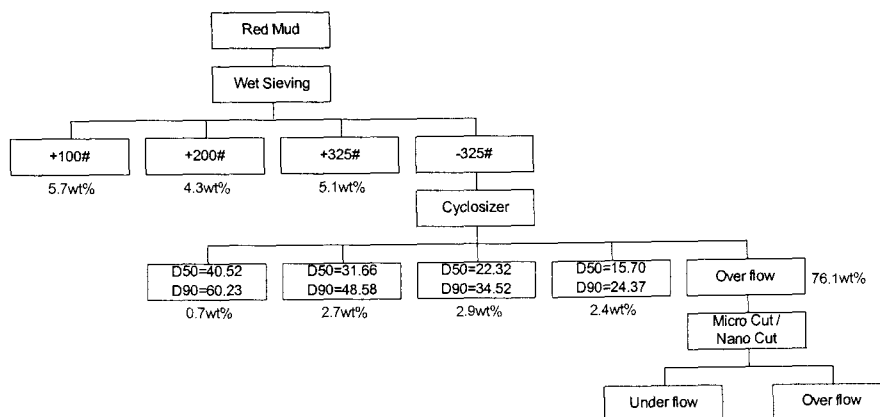 Red Mud
Wet Sieving
+100#
+200#
+325#
-325#
5.7wt%
4.3wt%
5.1wt%
Cyclosizer
D50=40.52
D90=60.23
D50=31.66
D90=48.58
D50=22.32
D90=34.52
D50=15.70
D90=24.37
Over flow
76.1wt%
0.7wt%
2.7wt%
2.9wt%
2.4wt%
Micro Cut /
Nano Cut
Under flow
Over flow